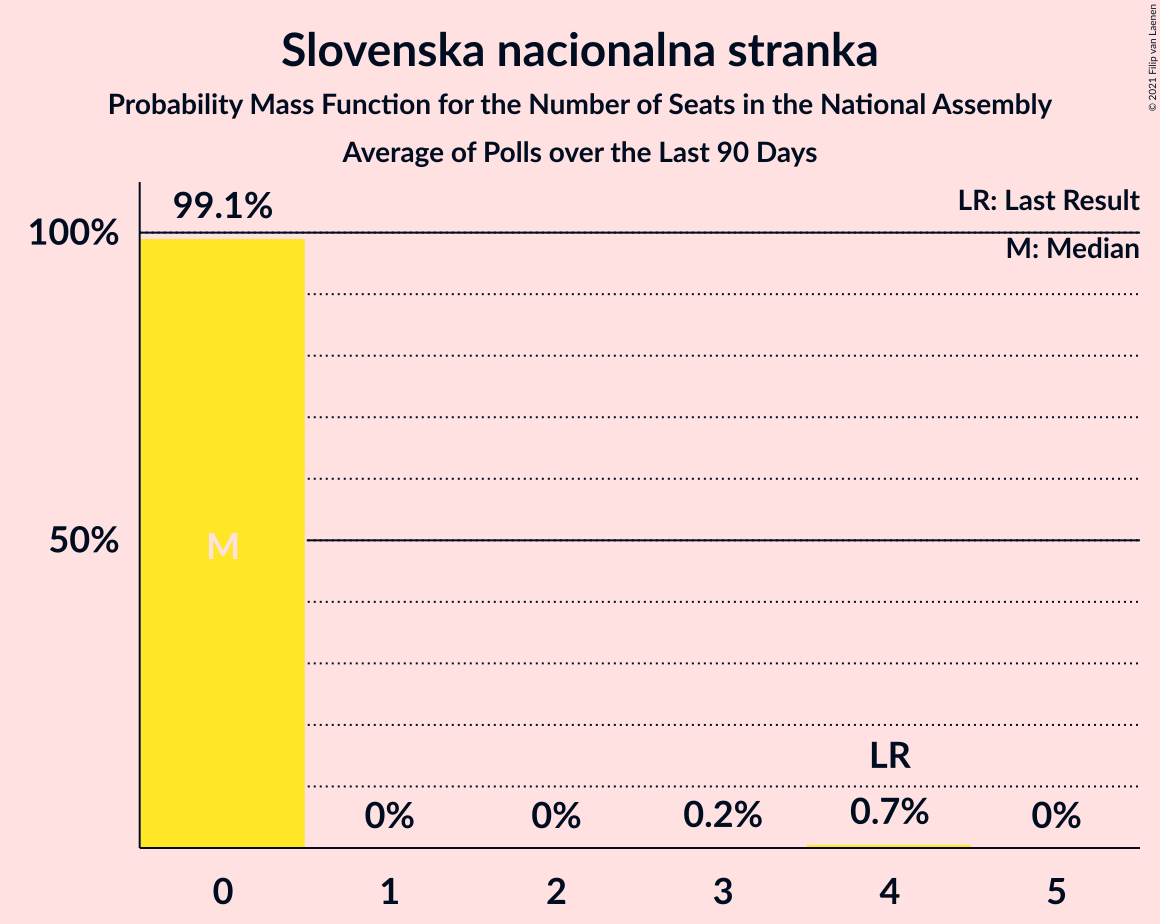 Slovenska nacionalna stranka
Probability Mass Function for the Number of Seats in the National Assembly
Average of Polls over the Last 90 Days
© 2021 Filip van Laenen
LR: Last Result
M: Median
100%
50%
99.1%
M
0%
0%
0.2%
LR
0.7%
0%
0
1
2
3
4
5